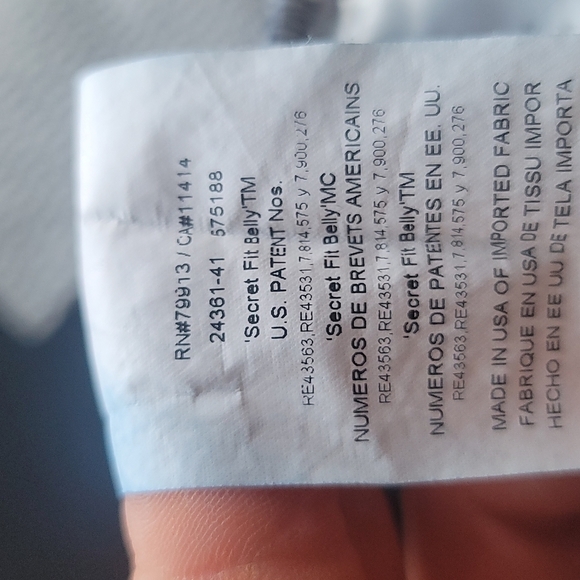 RN#79913 / CA#11414
24361-41 575188
'Secret Fit Belly'TM
U.S. PATENT Nos.
RE43563,RE43531,7,814,575 y 7,900,276
'Secret Fit Belly'MC
NUMEROS DE BREVETS AMERICAINS
RE43563,RE43531,7,814,575 y 7,900,276
'Secret Fit Belly'TM
NUMEROS DE PATENTES EN EE. UU.
RE43563,RE43531,7,814,575 y 7,900,276
MADE IN USA OF IMPORTED FABRIC
FABRIQUE EN USA DE TISSU IMPOR
HECHO EN EE UU DE TELA IMPORTA